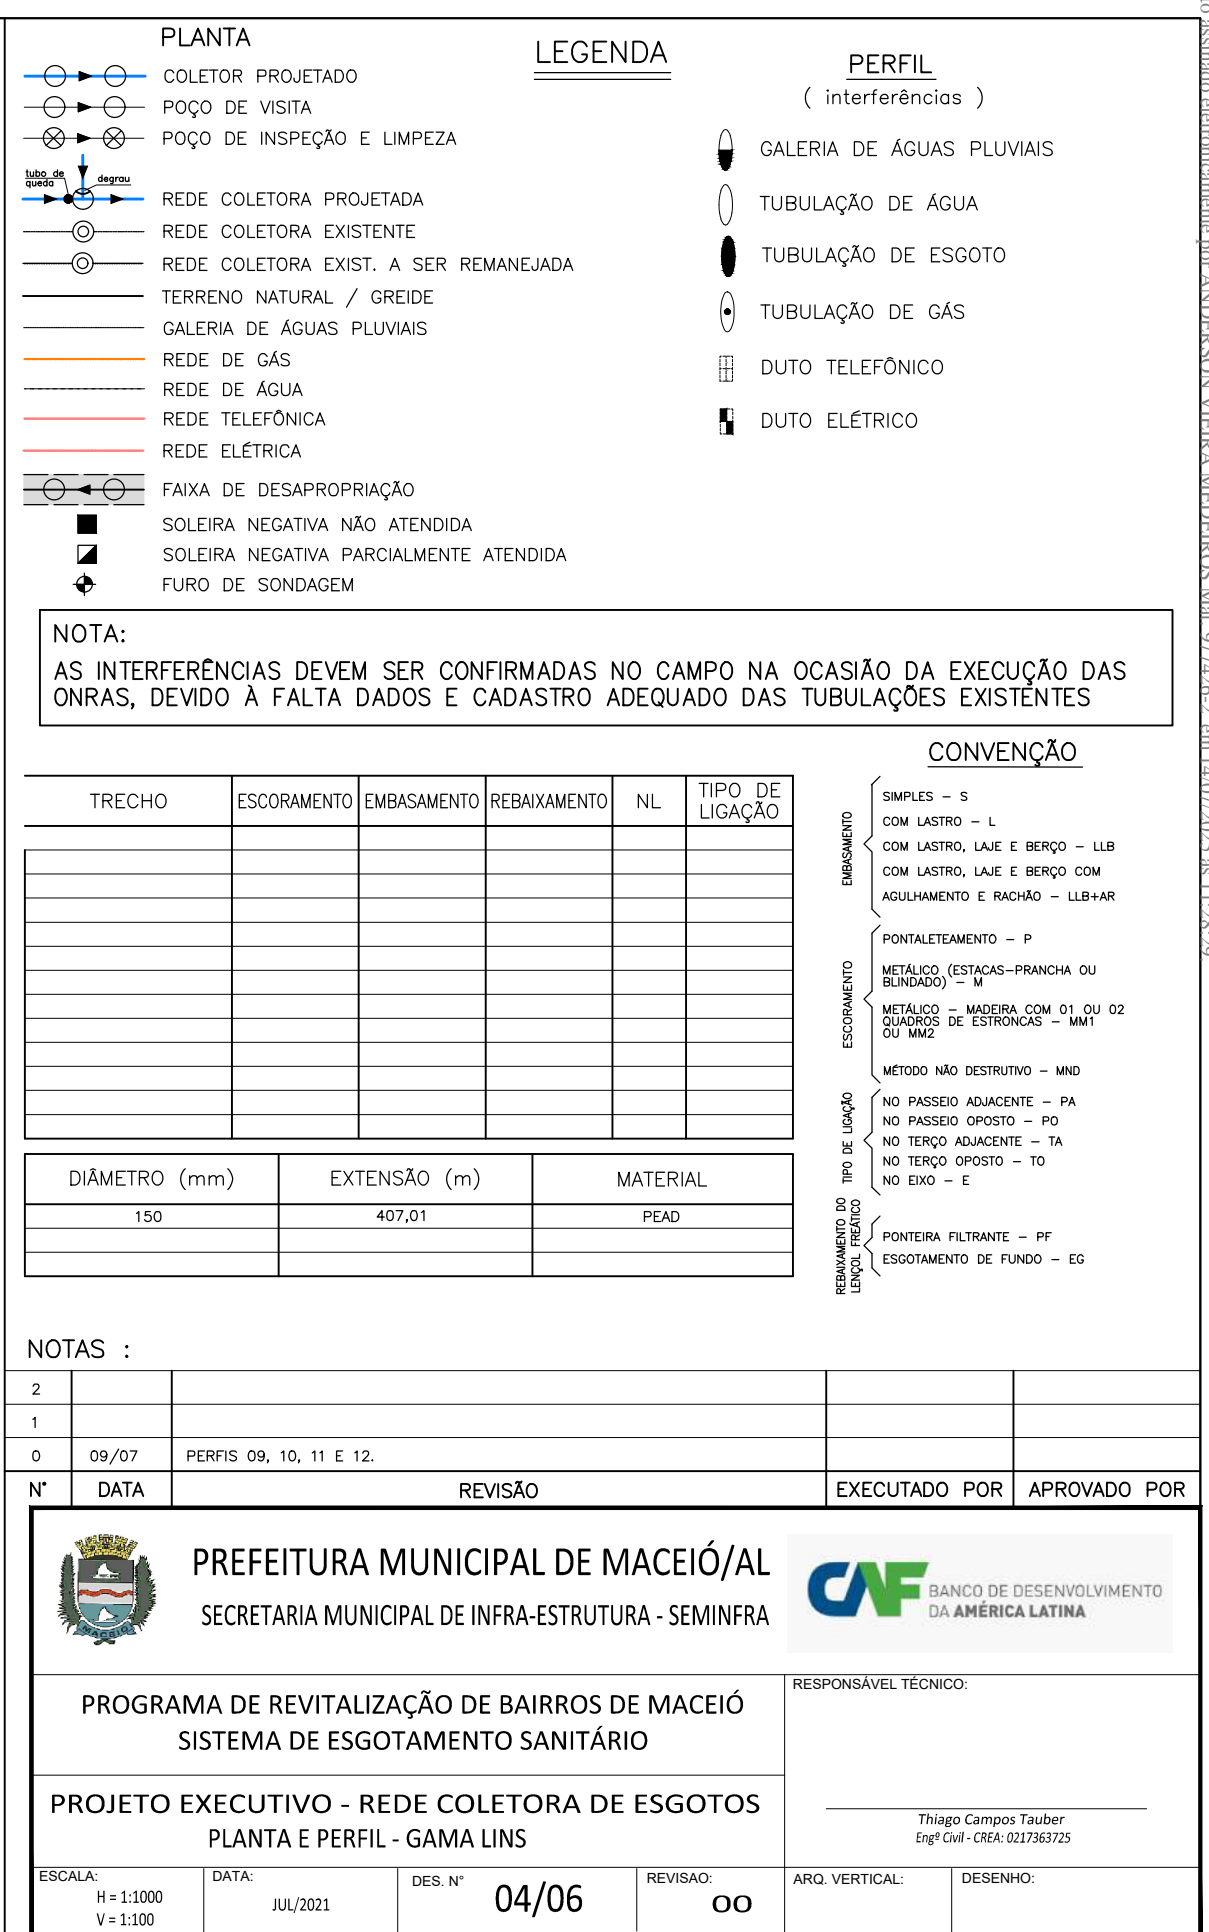 PLANTA
LEGENDA
COLETOR PROJETADO
POÇO DE VISITA
POÇO DE INSPEÇÃO E LIMPEZA
tubo de
queda
degrau
REDE COLETORA PROJETADA
REDE COLETORA EXISTENTE
REDE COLETORA EXIST. A SER REMANEJADA
TERRENO NATURAL / GREIDE
GALERIA DE ÁGUAS PLUVIAIS
REDE DE GÁS
REDE DE ÁGUA
REDE TELEFÔNICA
REDE ELÉTRICA
FAIXA DE DESAPROPRIAÇÃO
SOLEIRA NEGATIVA NÃO ATENDIDA
SOLEIRA NEGATIVA PARCIALMENTE ATENDIDA
FURO DE SONDAGEM
PERFIL
( interferências )
GALERIA DE ÁGUAS PLUVIAIS
TUBULAÇÃO DE ÁGUA
TUBULAÇÃO DE ESGOTO
TUBULAÇÃO DE GÁS
DUTO TELEFÔNICO
DUTO ELÉTRICO
NOTA:
AS INTERFERÊNCIAS DEVEM SER CONFIRMADAS NO CAMPO NA OCASIÃO DA EXECUÇÃO DAS
ONRAS, DEVIDO À FALTA DADOS E CADASTRO ADEQUADO DAS TUBULAÇÕES EXISTENTES
TRECHO ESCORAMENTO EMBASAMENTO REBAIXAMENTO NL TIPO DE
LIGAÇÃO
DIÂMETRO (mm) EXTENSÃO (m) MATERIAL
150 407,01 PEAD
CONVENÇÃO
EMBASAMENTO
SIMPLES – S
COM LASTRO – L
COM LASTRO, LAJE E BERÇO – LLB
COM LASTRO, LAJE E BERÇO COM
AGULHAMENTO E RACHÃO – LLB+AR
ESCORAMENTO
PONTALETEAMENTO – P
METÁLICO (ESTACAS–PRANCHA OU
BLINDADO) – M
METÁLICO – MADEIRA COM 01 OU 02
QUADROS DE ESTRONCAS – MM1
OU MM2
MÉTODO NÃO DESTRUTIVO – MND
TIPO DE LIGAÇÃO
NO PASSEIO ADJACENTE – PA
NO PASSEIO OPOSTO – PO
NO TERÇO ADJACENTE – TA
NO TERÇO OPOSTO – TO
NO EIXO – E
REBAIXAMENTO DO
LENÇOL FREÁTICO
PONTEIRA FILTRANTE – PF
ESGOTAMENTO DE FUNDO – EG
NOTAS :
2
1
0 09/07 PERFIS 09, 10, 11 E 12.
N° DATA REVISÃO EXECUTADO POR APROVADO POR
MACEIÓ
PREFEITURA MUNICIPAL DE MACEIÓ/AL
SECRETARIA MUNICIPAL DE INFRA-ESTRUTURA - SEMINFRA
CAF BANCO DE DESENVOLVIMENTO
DA AMÉRICA LATINA
PROGRAMA DE REVITALIZAÇÃO DE BAIRROS DE MACEIÓ
SISTEMA DE ESGOTAMENTO SANITÁRIO
RESPONSÁVEL TÉCNICO:
PROJETO EXECUTIVO - REDE COLETORA DE ESGOTOS
PLANTA E PERFIL - GAMA LINS
Thiago Campos Tauber
Engº Civil - CREA: 0217363725
ESCALA:
H = 1:1000
V = 1:100
DATA:
JUL/2021
DES. N° 04/06
REVISAO:
00
ARQ. VERTICAL:
DESENHO: